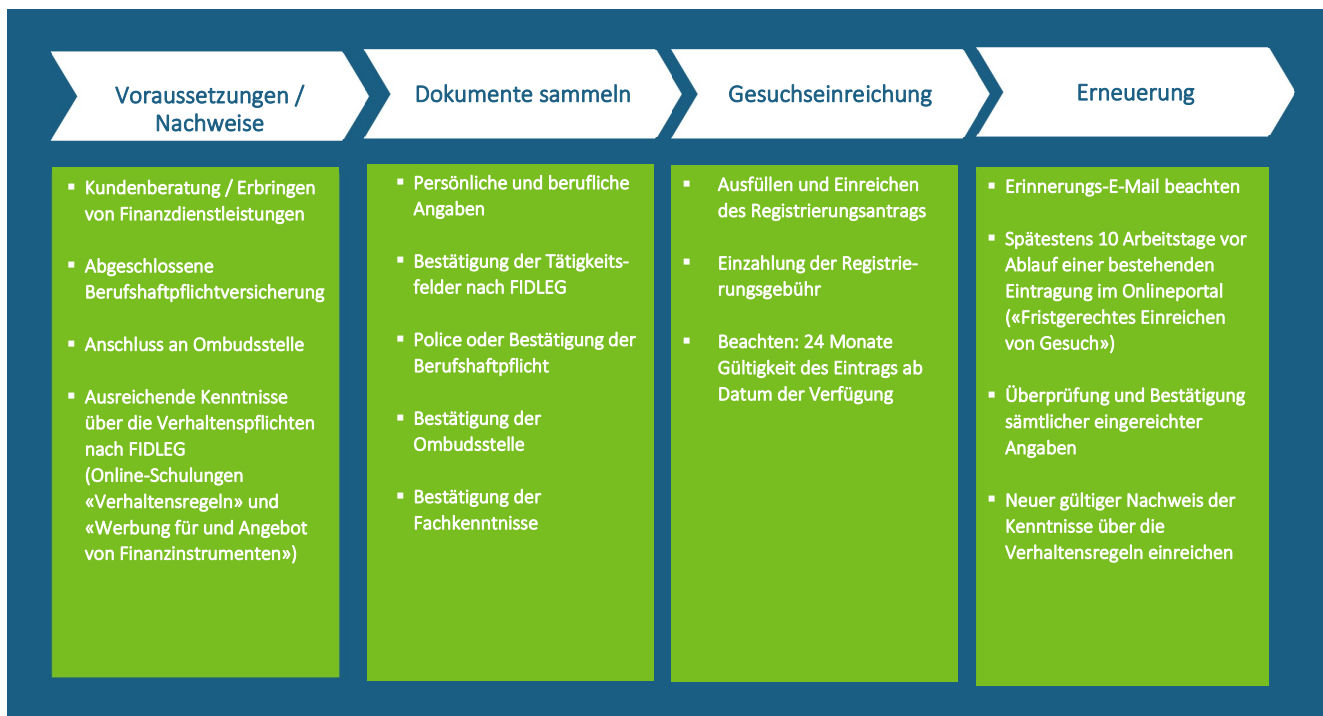 Voraussetzungen /
Nachweise
Dokumente sammeln
Gesuchseinreichung
Erneuerung
▪ Kundenberatung / Erbringen
von Finanzdienstleistungen
▪ Abgeschlossene
Berufshaftpflichtversicherung
▪ Anschluss an Ombudsstelle
▪ Ausreichende Kenntnisse
über die Verhaltenspflichten
nach FIDLEG
(Online-Schulungen
«Verhaltensregeln» und
«Werbung für und Angebot
von Finanzinstrumenten»)
▪ Persönliche und berufliche
Angaben
▪ Bestätigung der Tätigkeits-
felder nach FIDLEG
▪ Police oder Bestätigung der
Berufshaftpflicht
▪ Bestätigung der
Ombudsstelle
▪ Bestätigung der
Fachkenntnisse
▪ Ausfüllen und Einreichen
des Registrierungsantrags
▪ Einzahlung der Registrie-
rungsgebühr
▪ Beachten: 24 Monate
Gültigkeit des Eintrags ab
Datum der Verfügung
▪ Erinnerungs-E-Mail beachten
▪ Spätestens 10 Arbeitstage vor
Ablauf einer bestehenden
Eintragung im Onlineportal
(«Fristgerechtes Einreichen
von Gesuch»)
▪ Überprüfung und Bestätigung
sämtlicher eingereichter
Angaben
▪ Neuer gültiger Nachweis der
Kenntnisse über die
Verhaltensregeln einreichen